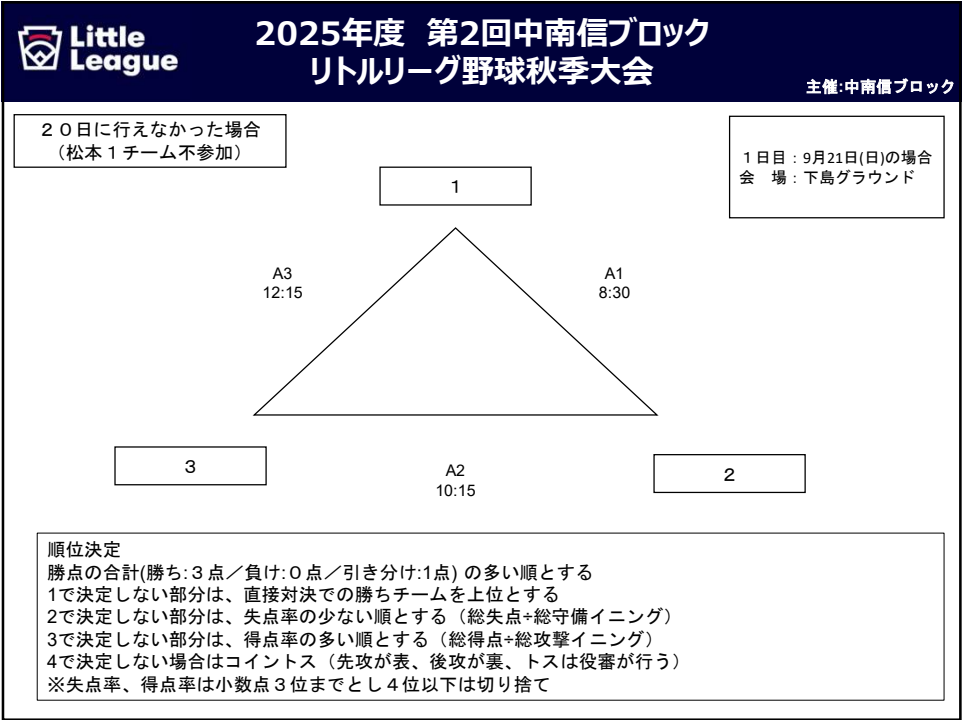 Little
League
2025年度 第2回中南信ブロック
リトルリーグ野球秋季大会
主催:中南信ブロック
２０日に行えなかった場合
（松本１チーム不参加）
１日目：9月21日(日)の場合
会　場：下島グラウンド
１
A3
12:15
A1
8:30
３
A2
10:15
２
順位決定
勝点の合計(勝ち:３点／負け:０点／引き分け:1点) の多い順とする
1で決定しない部分は、直接対決での勝ちチームを上位とする
2で決定しない部分は、失点率の少ない順とする（総失点÷総守備イニング）
3で決定しない部分は、得点率の多い順とする（総得点÷総攻撃イニング）
4で決定しない場合はコイントス（先攻が表、後攻が裏、トスは役審が行う）
※失点率、得点率は小数点３位までとし４位以下は切り捨て